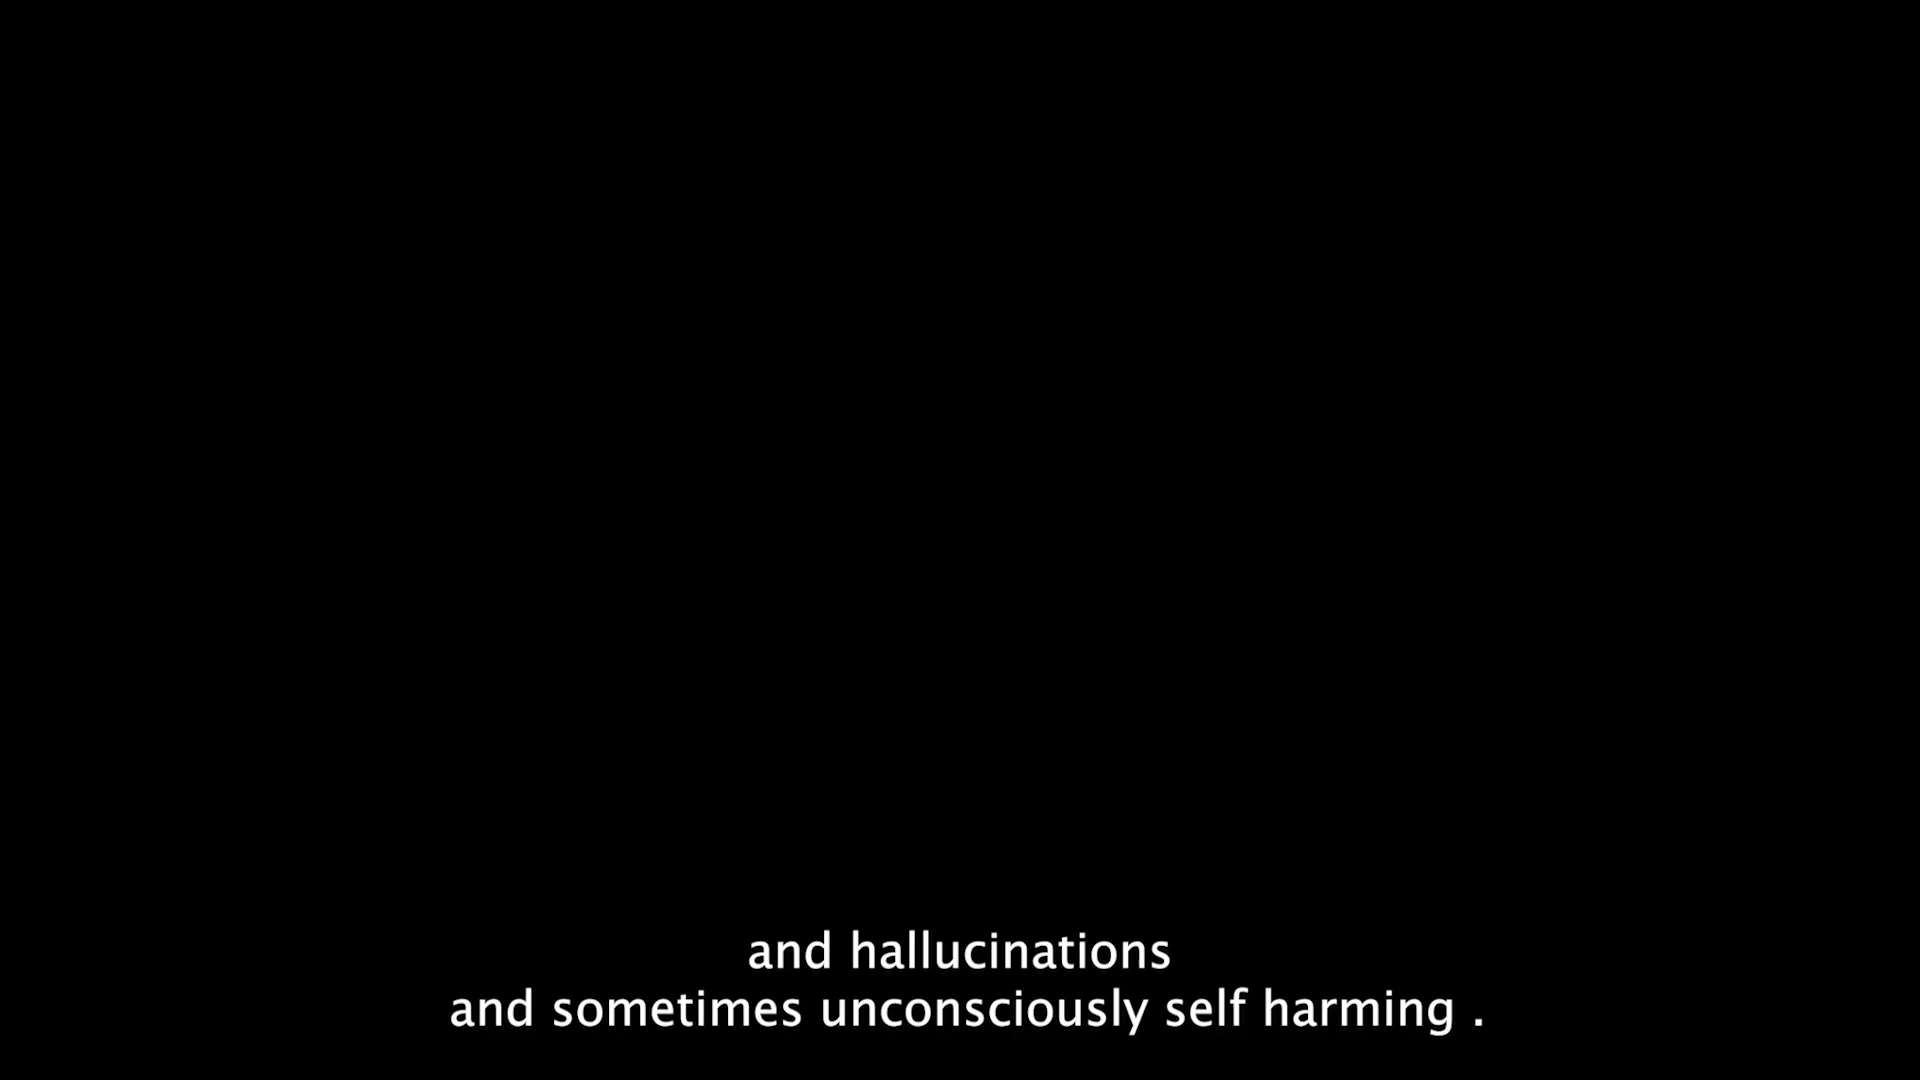 and hallucinations
and sometimes unconsciously self harming .